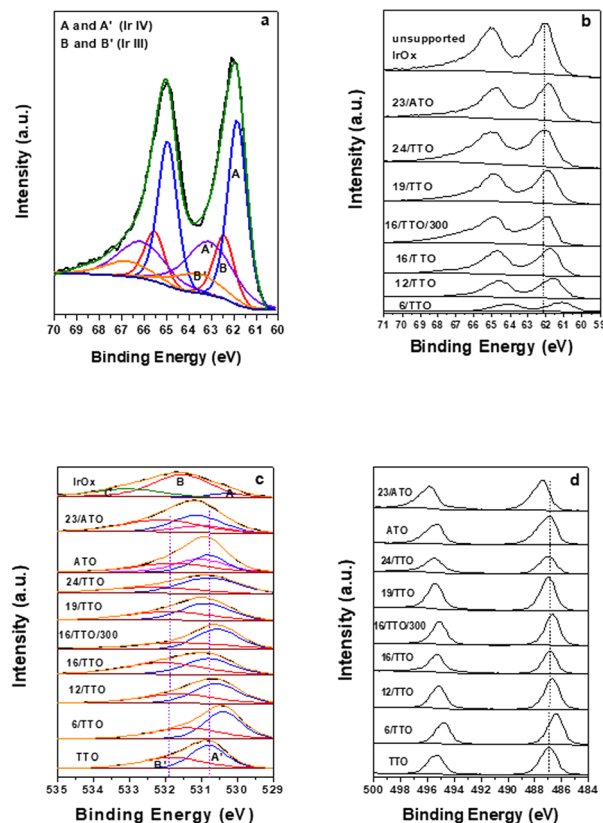 a
A and A' (Ir IV)
B and B' (Ir III)
A
A'
B'
B
Intensity (a.u.)
70 69 68 67 66 65 64 63 62 61 60
Binding Energy (eV)
b
unsupported
IrOx
23/ATO
24/TTO
19/TTO
16/TTO/300
16/TTO
12/TTO
6/TTO
Intensity (a.u.)
71 70 69 68 67 66 65 64 63 62 61 60 59
Binding Energy (eV)
c
IrOx
B
A
23/ATO
ATO
24/TTO
19/TTO
16/TTO/300
16/TTO
12/TTO
6/TTO
TTO
B'
A'
Intensity (a.u.)
535 534 533 532 531 530 529
Binding Energy (eV)
d
23/ATO
ATO
24/TTO
19/TTO
16/TTO/300
16/TTO
12/TTO
6/TTO
TTO
Intensity (a.u.)
500 498 496 494 492 490 488 486 484
Binding Energy (eV)